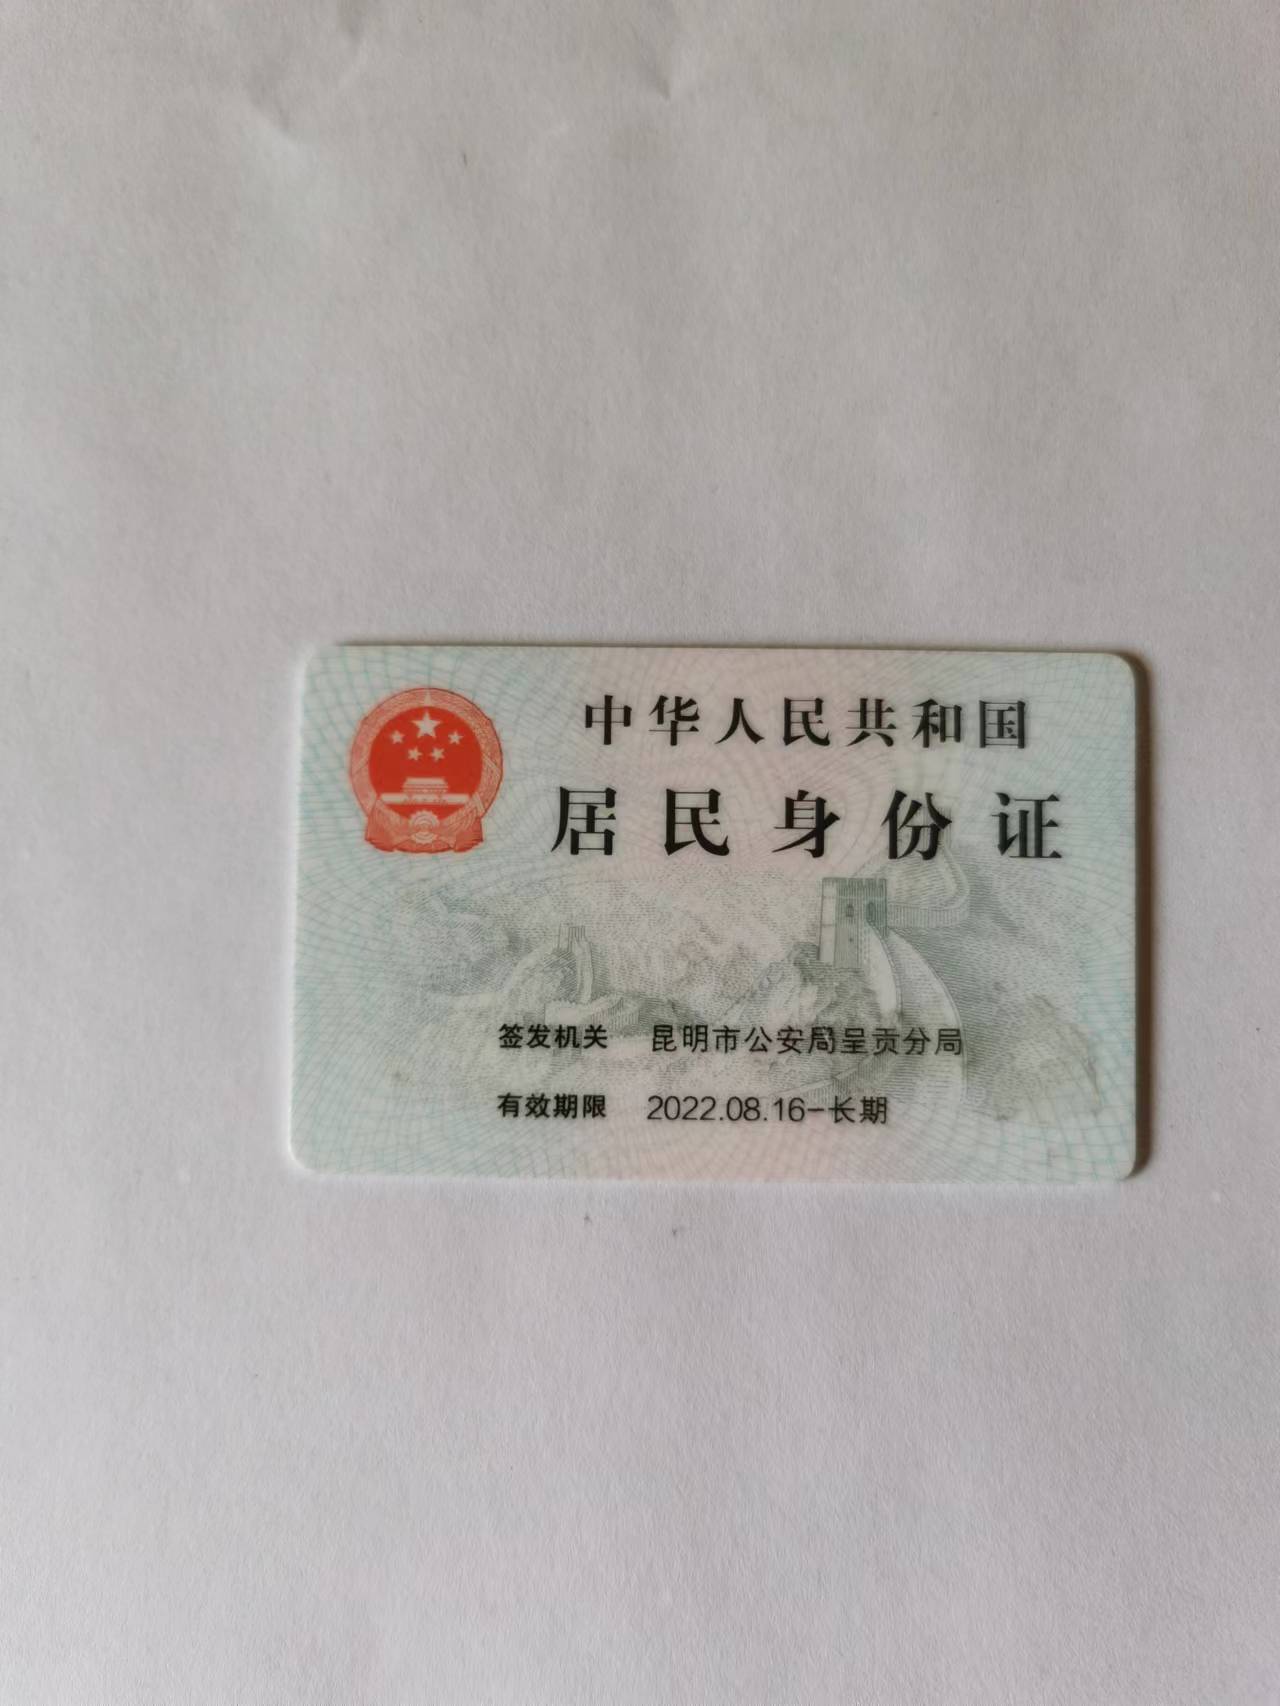 中华人民共和国
居民身份证
签发机关 昆明市公安局呈贡分局
有效期限 2022.08.16-长期